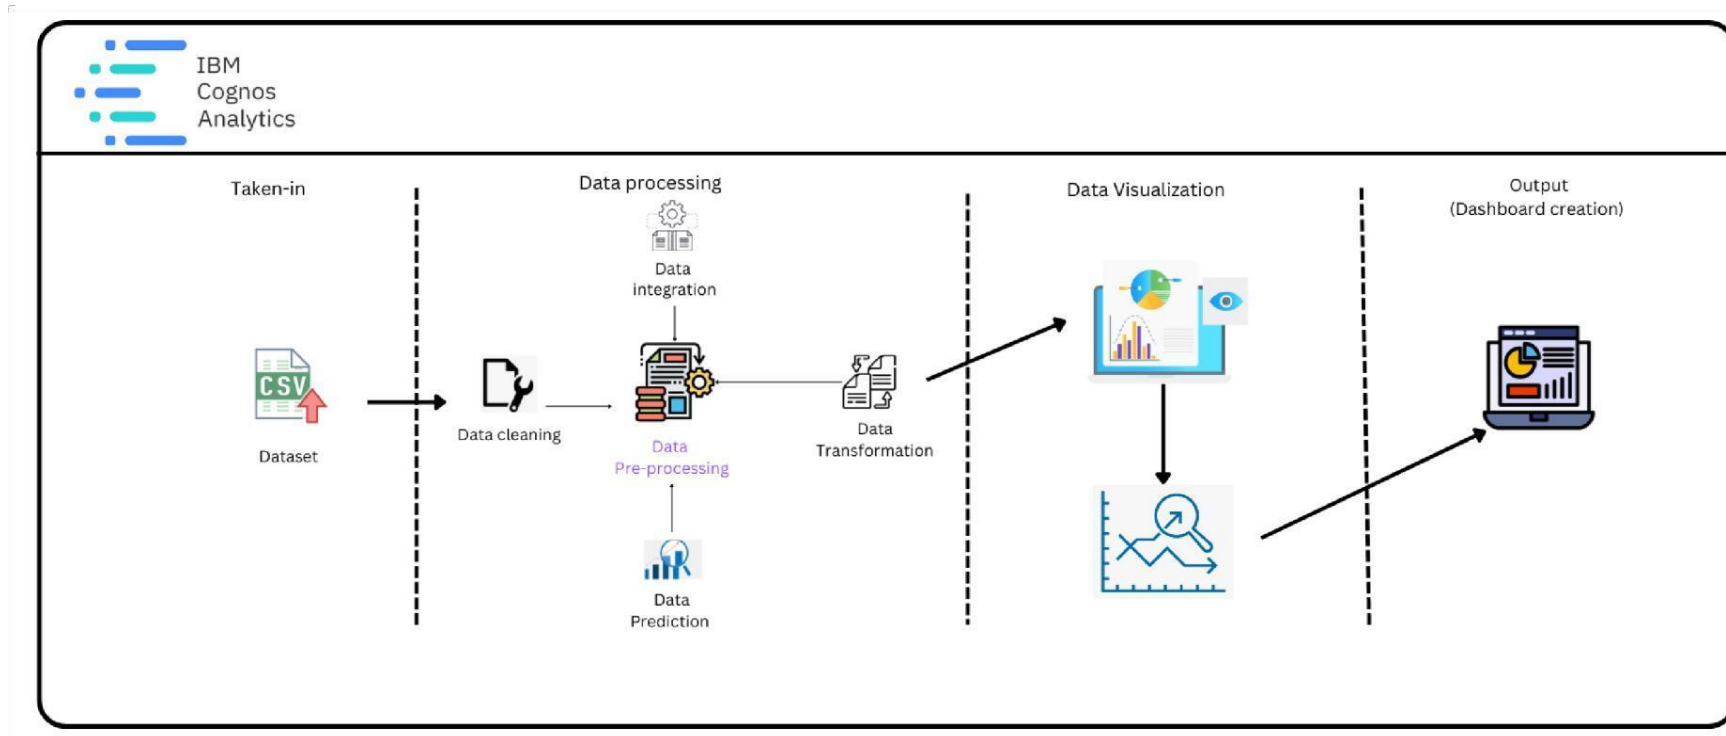 IBM
Cognos
Analytics
Taken-in
Data processing
Data Visualization
Output
(Dashboard creation)
Data
integration
CSV
Dataset
Data cleaning
Data
Pre-processing
Data
Transformation
Data
Prediction